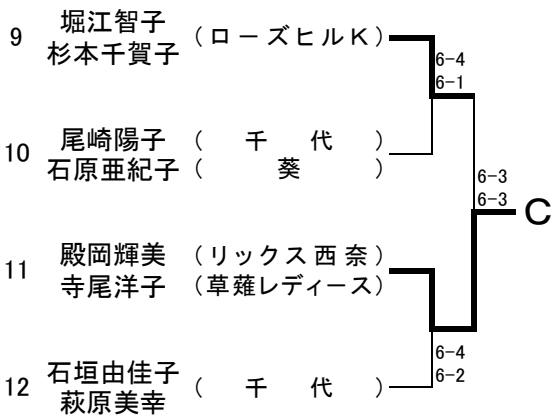 9 堀江智子 杉本千賀子 (ローズヒルK)
6-4
6-1
10 尾崎陽子 (千代)
石原亜紀子 (葵)
6-3
6-3
C
11 殿岡輝美 (リックス西奈)
寺尾洋子 (草薙レディース)
6-4
6-2
12 石垣由佳子 萩原美幸 (千代)